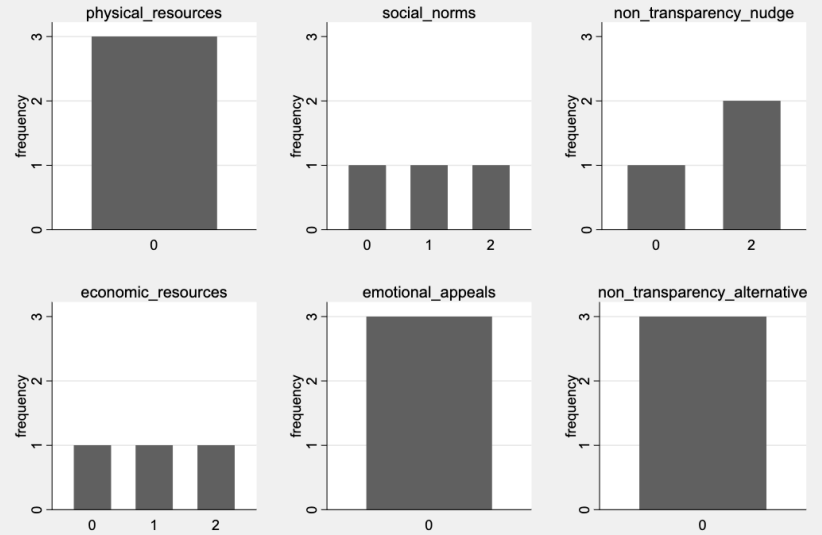 physical_resources
social_norms
non_transparency_nudge
frequency
3
2
1
0
0
frequency
3
2
1
0
0 1 2
frequency
3
2
1
0
0 2
economic_resources
emotional_appeals
non_transparency_alternative
frequency
3
2
1
0
0 1 2
frequency
3
2
1
0
0
frequency
3
2
1
0
0